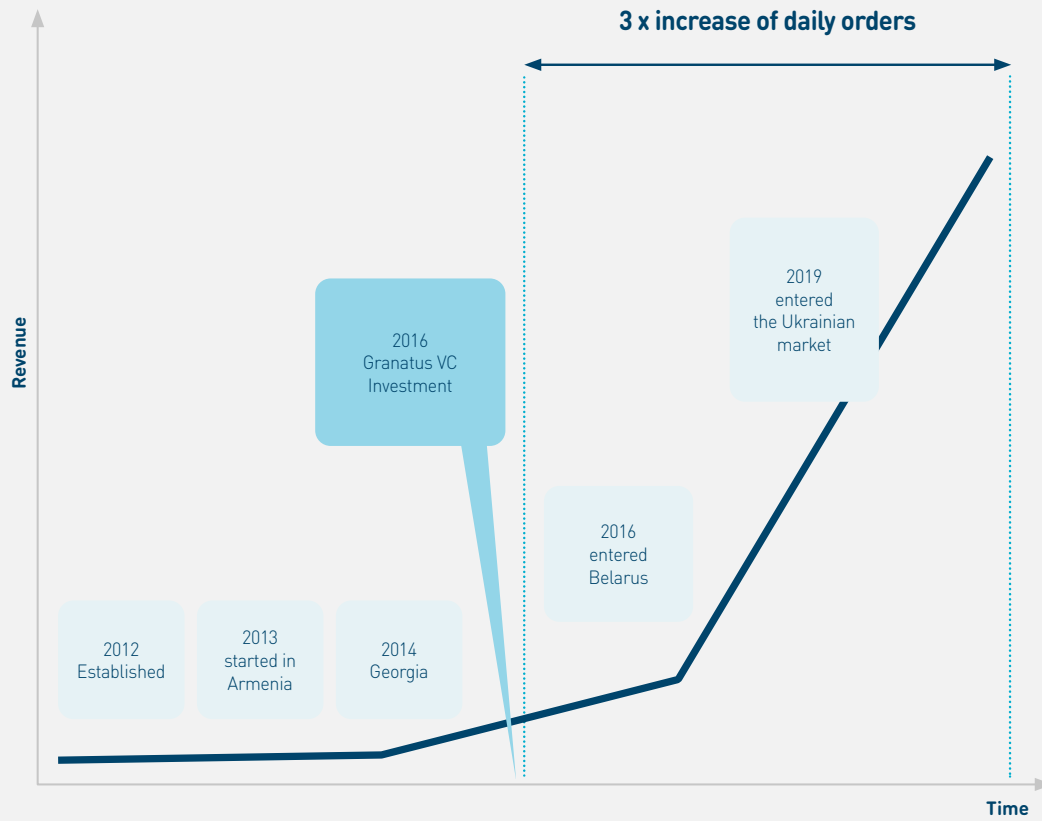 3 x increase of daily orders
Revenue
2019
entered
the Ukrainian
market
2016
Granatus VC
Investment
2016
entered
Belarus
2012
Established
2013
started in
Armenia
2014
Georgia
Time